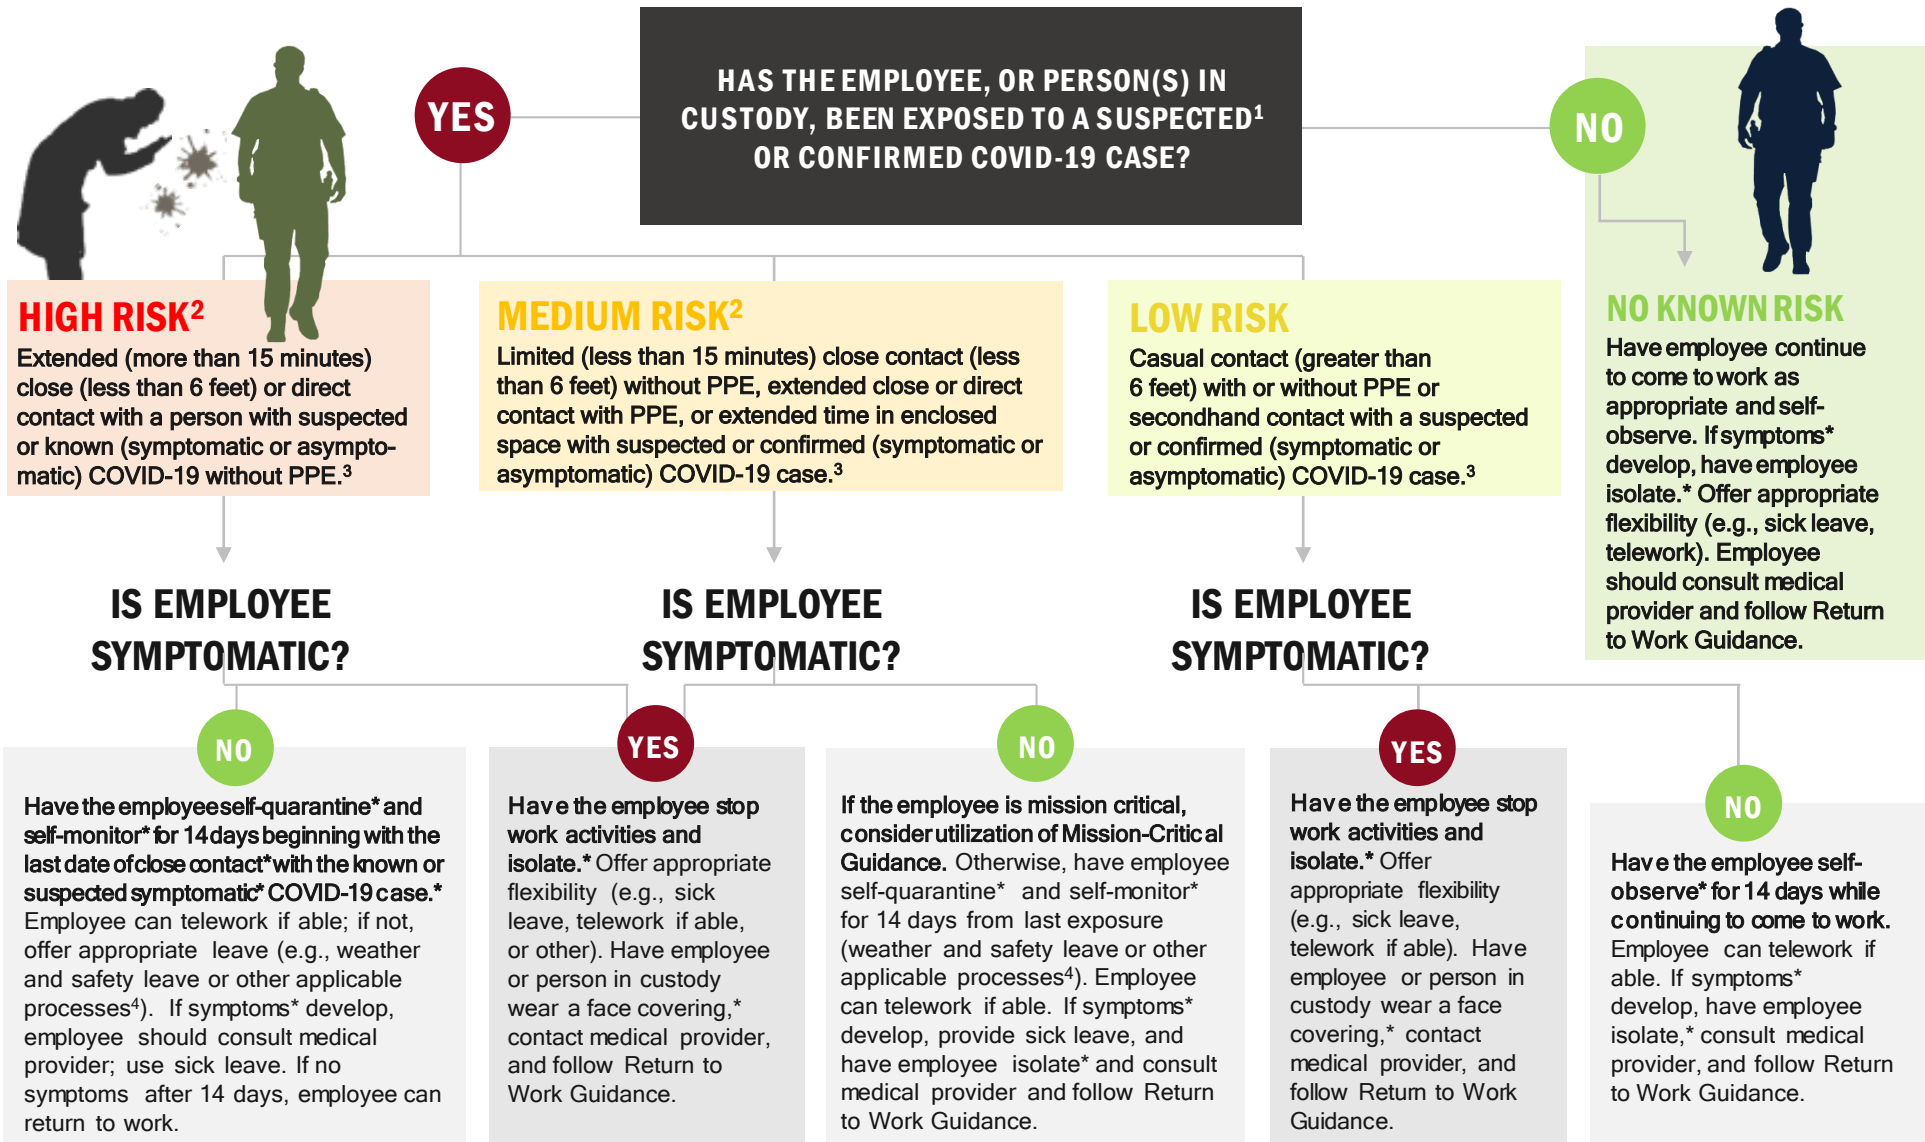 HAS THE EMPLOYEE, OR PERSON(S) IN
CUSTODY, BEEN EXPOSED TO A SUSPECTED¹
OR CONFIRMED COVID-19 CASE?
YES
NO
HIGH RISK²
Extended (more than 15 minutes)
close (less than 6 feet) or direct
contact with a person with suspected
or known (symptomatic or asympto-
matic) COVID-19 without PPE.³
MEDIUM RISK²
Limited (less than 15 minutes) close contact (less
than 6 feet) without PPE, extended close or direct
contact with PPE, or extended time in enclosed
space with suspected or confirmed (symptomatic or
asymptomatic) COVID-19 case.³
LOW RISK
Casual contact (greater than
6 feet) with or without PPE or
secondhand contact with a suspected
or confirmed (symptomatic or
asymptomatic) COVID-19 case.³
NO KNOWN RISK
Have employee continue
to come to work as
appropriate and self-
observe. If symptoms*
develop, have employee
isolate.* Offer appropriate
flexibility (e.g., sick leave,
telework). Employee
should consult medical
provider and follow Return
to Work Guidance.
IS EMPLOYEE
SYMPTOMATIC?
IS EMPLOYEE
SYMPTOMATIC?
IS EMPLOYEE
SYMPTOMATIC?
NO
Have the employee self-quarantine* and
self-monitor* for 14 days beginning with the
last date of close contact* with the known or
suspected symptomatic* COVID-19 case.*
Employee can telework if able; if not,
offer appropriate leave (e.g., weather
and safety leave or other applicable
processes⁴). If symptoms* develop,
employee should consult medical
provider; use sick leave. If no
symptoms after 14 days, employee can
return to work.
YES
Have the employee stop
work activities and
isolate.* Offer appropriate
flexibility (e.g., sick
leave, telework if able,
or other). Have employee
or person in custody
wear a face covering,*
contact medical provider,
and follow Return to
Work Guidance.
NO
If the employee is mission critical,
consider utilization of Mission-Critical
Guidance. Otherwise, have employee
self-quarantine* and self-monitor*
for 14 days from last exposure
(weather and safety leave or other
applicable processes⁴). Employee
can telework if able. If symptoms*
develop, provide sick leave, and
have employee isolate* and consult
medical provider and follow Return
to Work Guidance.
YES
Have the employee stop
work activities and
isolate.* Offer
appropriate flexibility
(e.g., sick leave,
telework if able). Have
employee or person in
custody wear a face
covering,* contact
medical provider, and
follow Return to Work
Guidance.
NO
Have the employee self-
observe* for 14 days while
continuing to come to work.
Employee can telework if
able. If symptoms*
develop, have employee
isolate,* consult medical
provider, and follow Return
to Work Guidance.